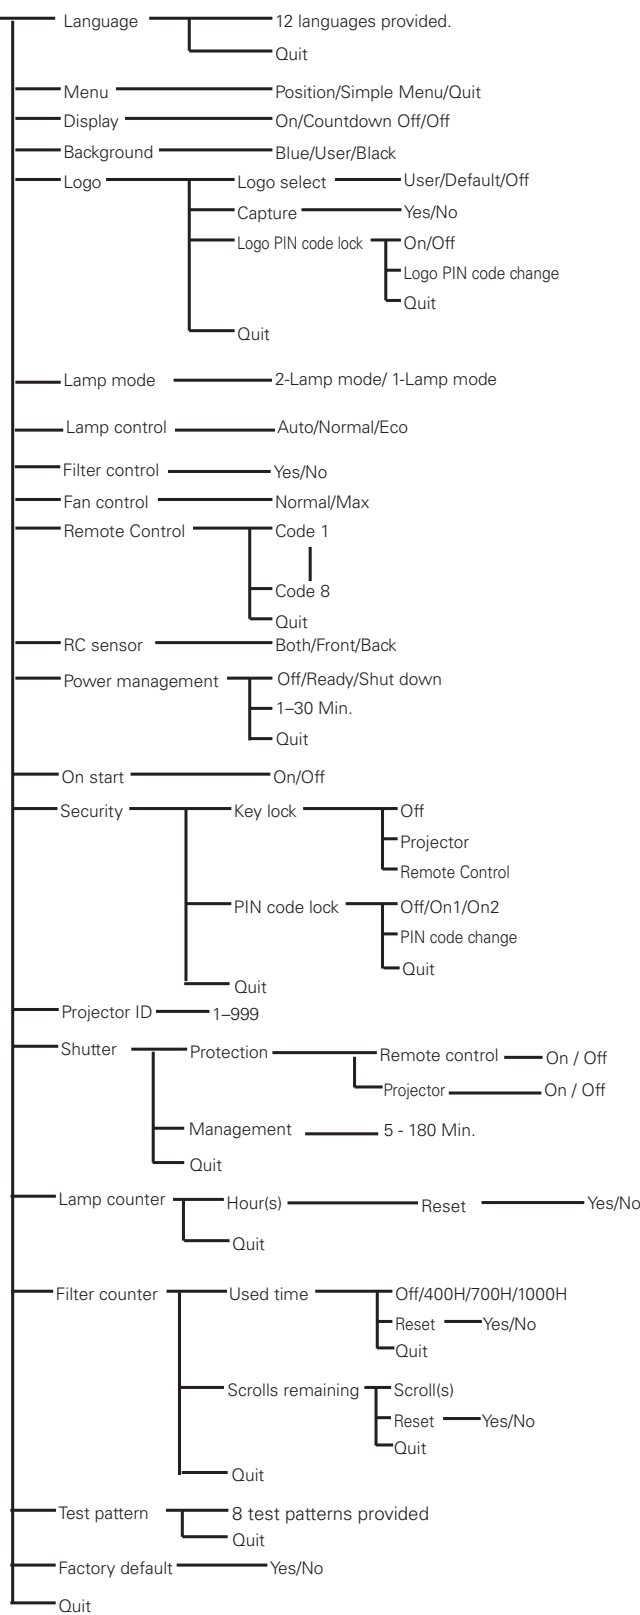 Language 12 languages provided.
Quit
Menu Position/Simple Menu/Quit
Display On/Countdown Off/Off
Background Blue/User/Black
Logo Logo select User/Default/Off
Capture Yes/No
Logo PIN code lock On/Off
Logo PIN code change
Quit
Quit
Lamp mode 2-Lamp mode/ 1-Lamp mode
Lamp control Auto/Normal/Eco
Filter control Yes/No
Fan control Normal/Max
Remote Control Code 1
Code 8
Quit
RC sensor Both/Front/Back
Power management Off/Ready/Shut down
1–30 Min.
Quit
On start On/Off
Security Key lock Off
Projector
Remote Control
PIN code lock Off/On1/On2
PIN code change
Quit
Quit
Projector ID 1–999
Shutter Protection Remote control On / Off
Projector On / Off
Management 5 - 180 Min.
Quit
Lamp counter Hour(s) Reset Yes/No
Quit
Filter counter Used time Off/400H/700H/1000H
Reset Yes/No
Quit
Scrolls remaining Scroll(s)
Reset Yes/No
Quit
Quit
Test pattern 8 test patterns provided
Quit
Factory default Yes/No
Quit